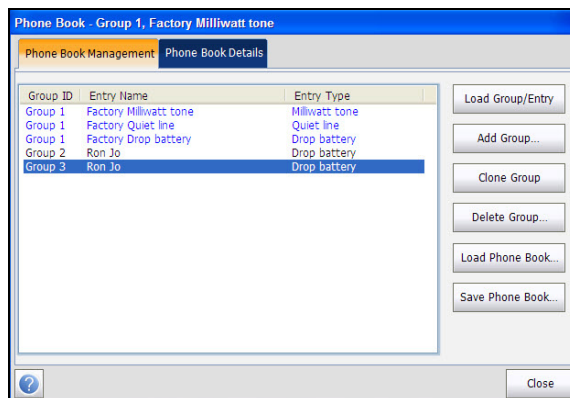 Phone Book - Group 1, Factory Milliwatt tone
Phone Book Management Phone Book Details
Group ID Entry Name Entry Type
Group 1 Factory Milliwatt tone Milliwatt tone
Group 1 Factory Quiet line Quiet line
Group 1 Factory Drop battery Drop battery
Group 2 Ron Jo Drop battery
Group 3 Ron Jo Drop battery
Load Group/Entry
Add Group...
Clone Group
Delete Group...
Load Phone Book...
Save Phone Book...
?
Close